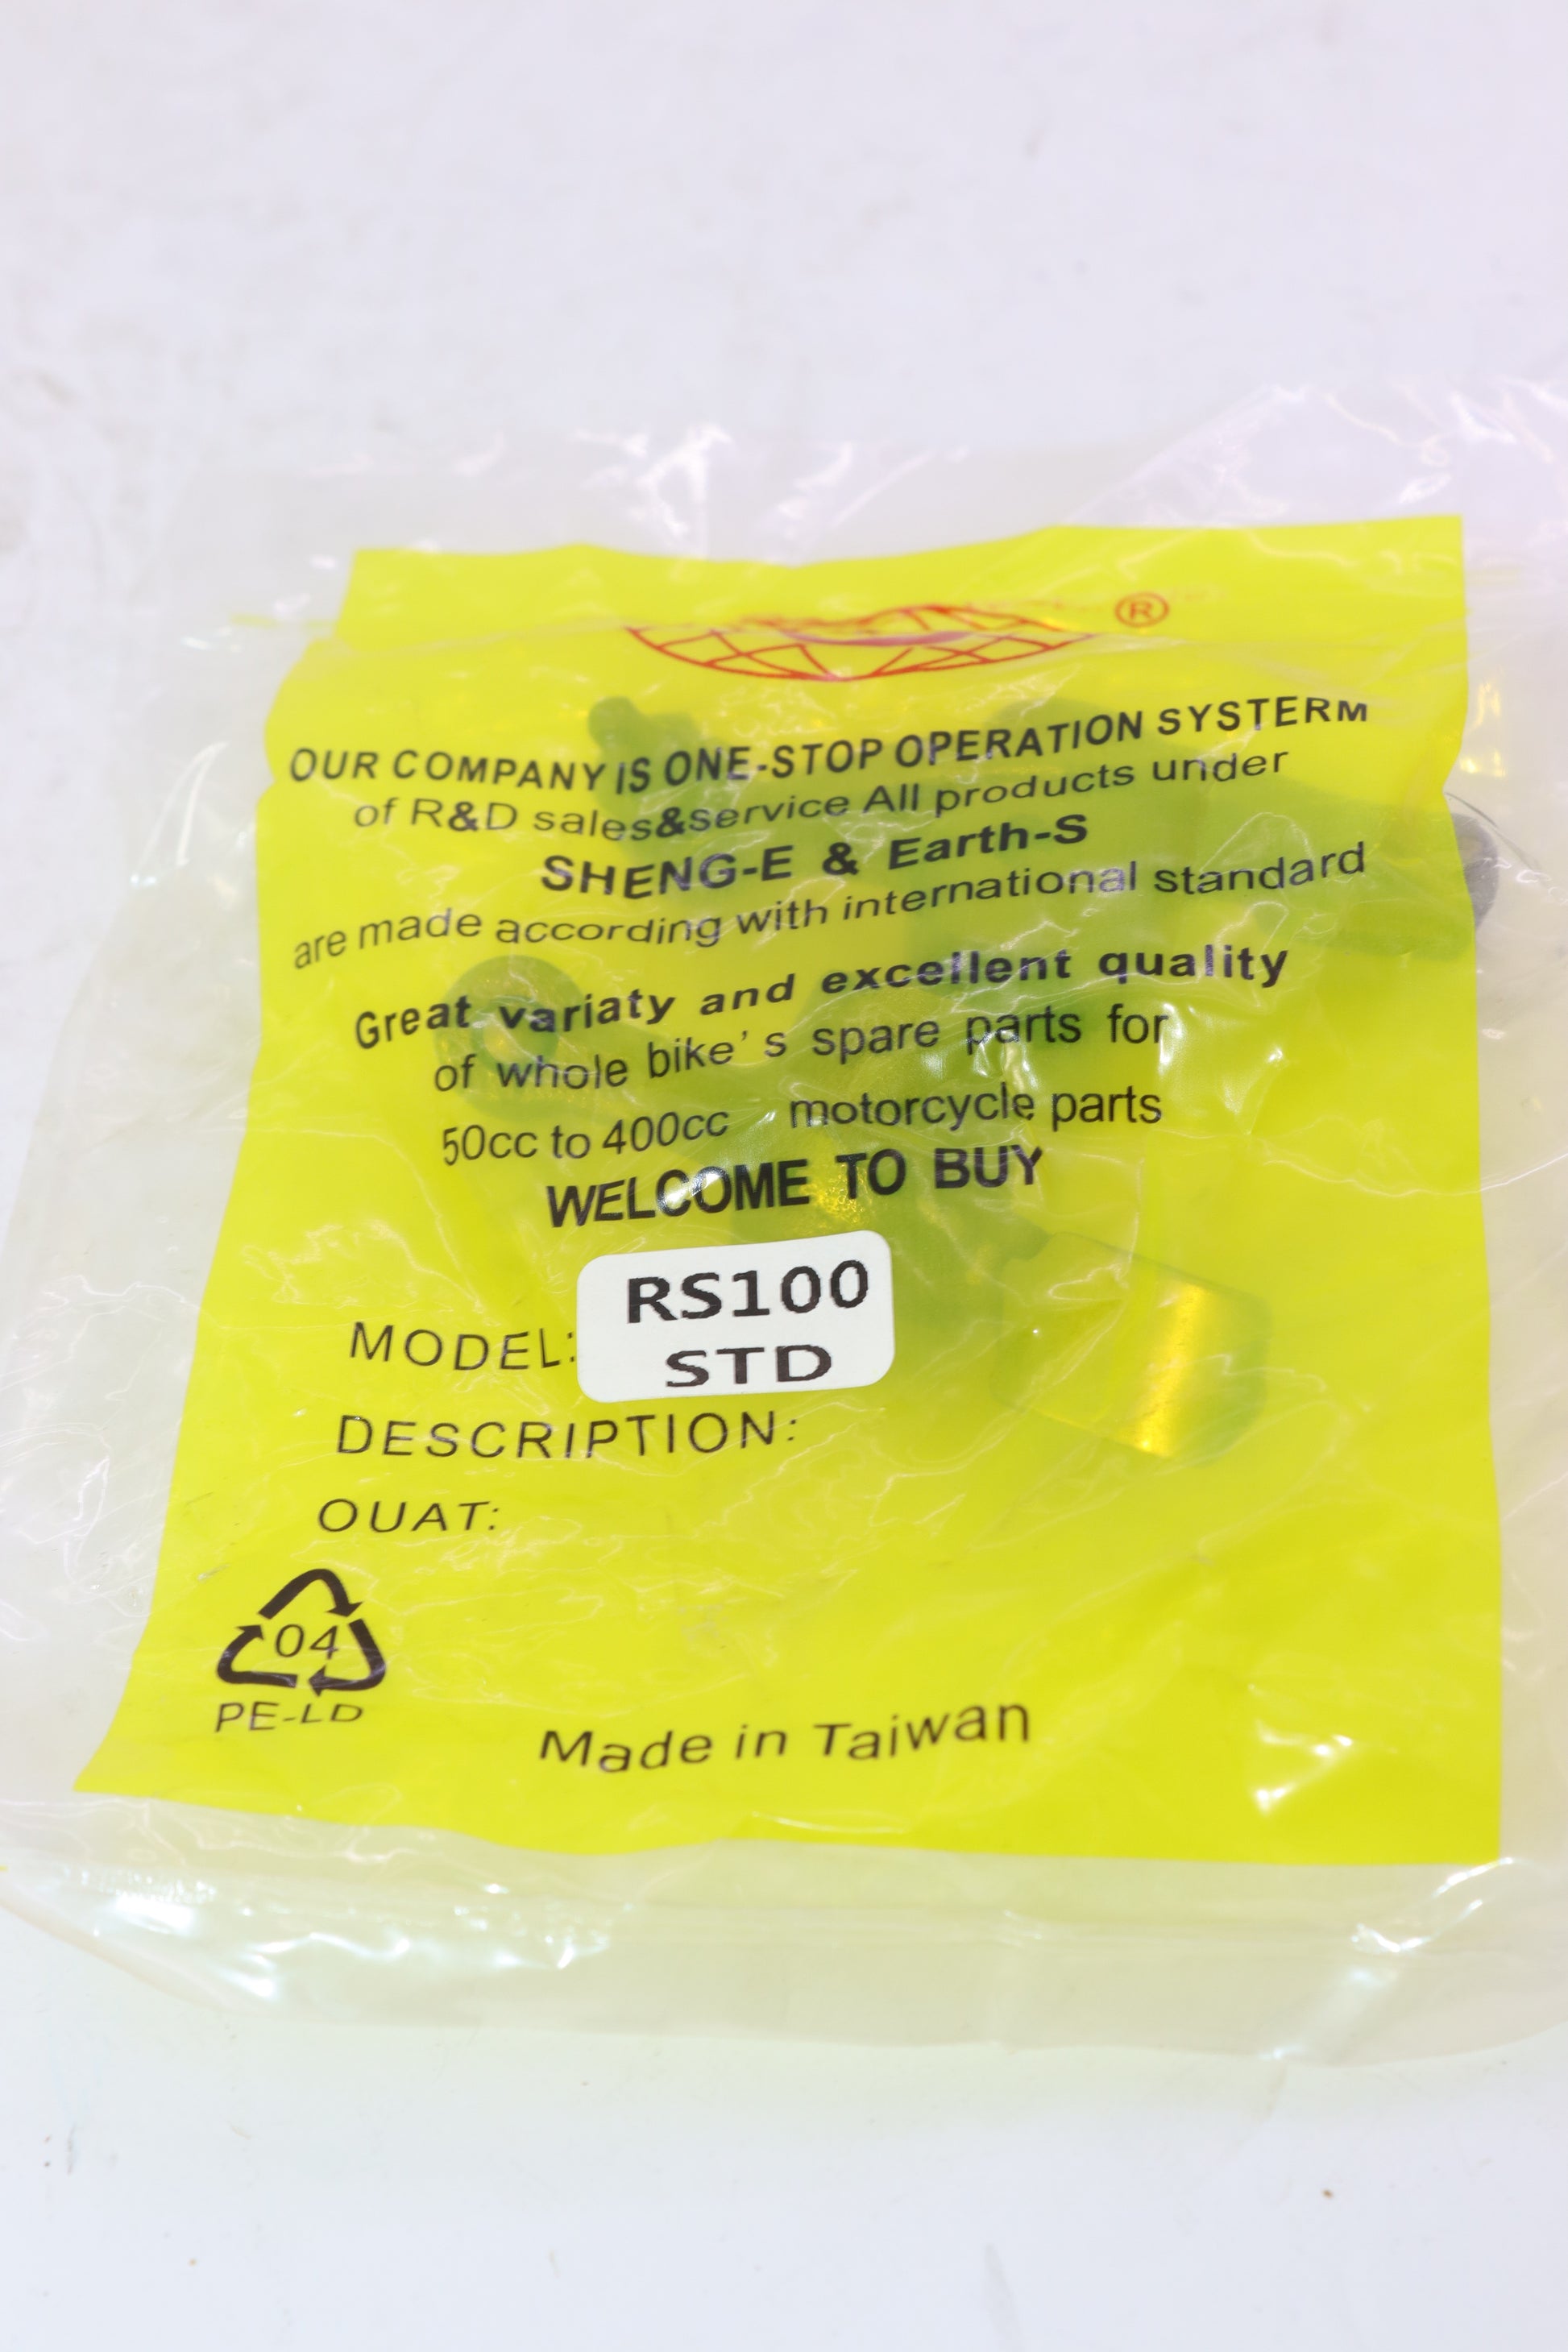 ®
OUR COMPANY IS ONE-STOP OPERATION SYSTERM
of R&D sales&service All products under
SHENG-E & Earth-S
are made according with international standard
Great variaty and excellent quality
of whole bike's spare parts for
50cc to 400cc motorcycle parts
WELCOME TO BUY
MODEL: RS100
STD
DESCRIPTION:
OUAT:
04
PE-LD
Made in Taiwan